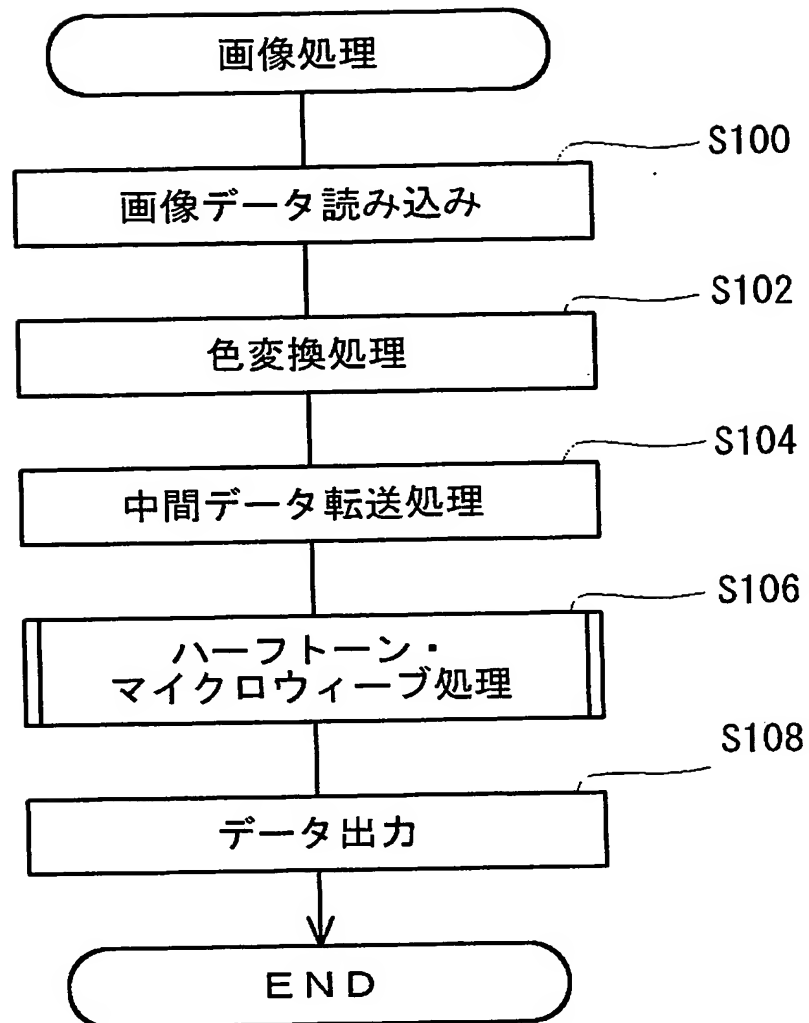 画像処理
S100
画像データ読み込み
S102
色変換処理
S104
中間データ転送処理
S106
ハーフトーン・
マイクロウィーブ処理
S108
データ出力
END